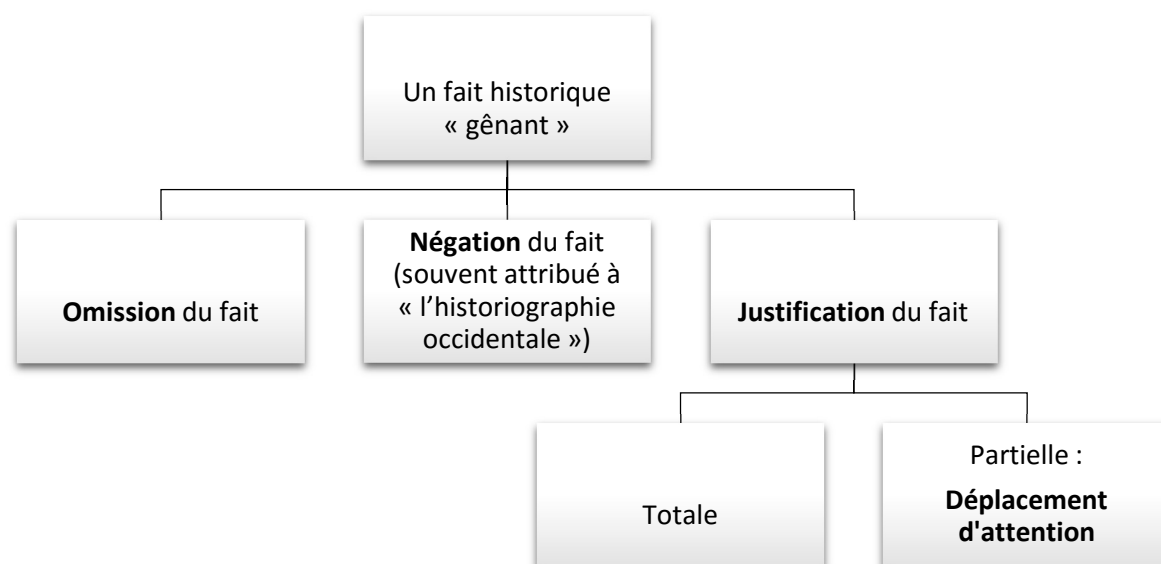 Un fait historique
« gênant »
Omission du fait
Négation du fait
(souvent attribué à
« l’historiographie
occidentale »)
Justification du fait
Totale
Partielle :
Déplacement
d'attention